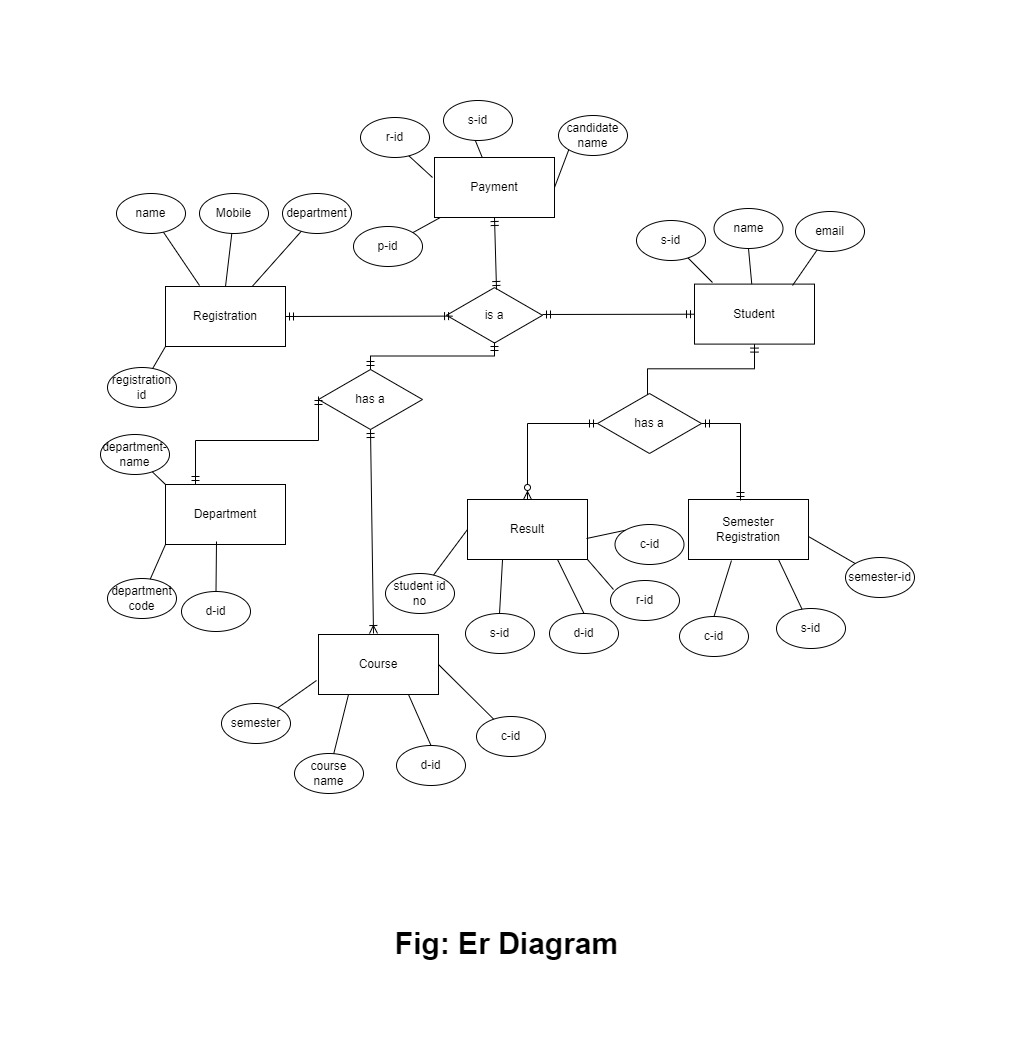 s-id
r-id
candidate
name
Payment
name
Mobile
department
p-id
s-id
name
email
Registration
is a
Student
registration
id
has a
has a
department-
name
Department
Result
Semester
Registration
c-id
department
code
d-id
student id
no
r-id
semester-id
s-id
d-id
c-id
s-id
Course
semester
course
name
d-id
c-id
Fig: Er Diagram